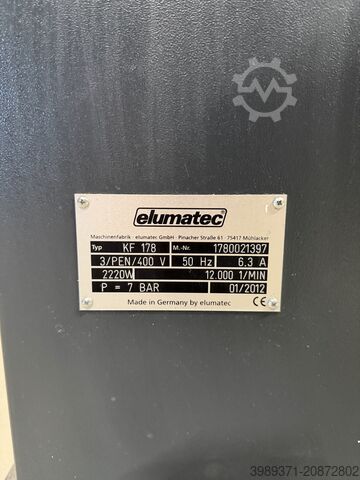 elumatec
Maschinenfabrik · elumatec GmbH · Pinacher Straße 61 · 75417 Mühlacker
Typ KF 178 M.-Nr. 1780021397
3/PEN/400 V 50 Hz 6.3 A
2220W 12.000 1/MIN
P = 7 BAR 01/2012
Made in Germany by elumatec CE
3989371-20872802